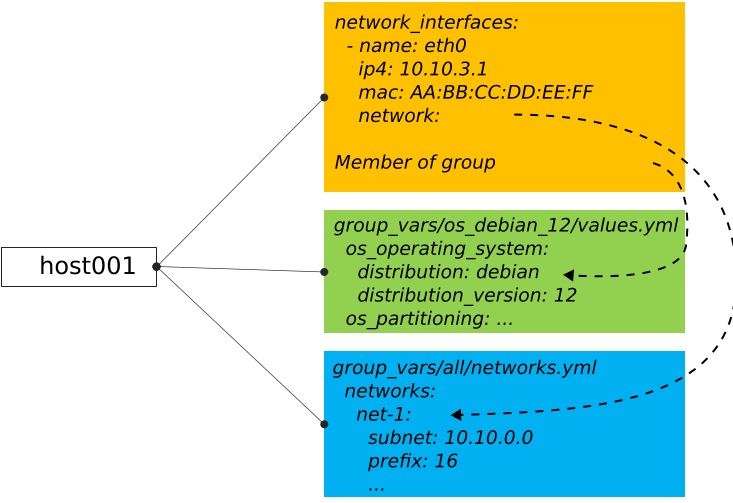 network_interfaces:
- name: eth0
ip4: 10.10.3.1
mac: AA:BB:CC:DD:EE:FF
network:
Member of group
host001
group_vars/os_debian_12/values.yml
os_operating_system:
distribution: debian
distribution_version: 12
os_partitioning: ...
group_vars/all/networks.yml
networks:
net-1:
subnet: 10.10.0.0
prefix: 16
...